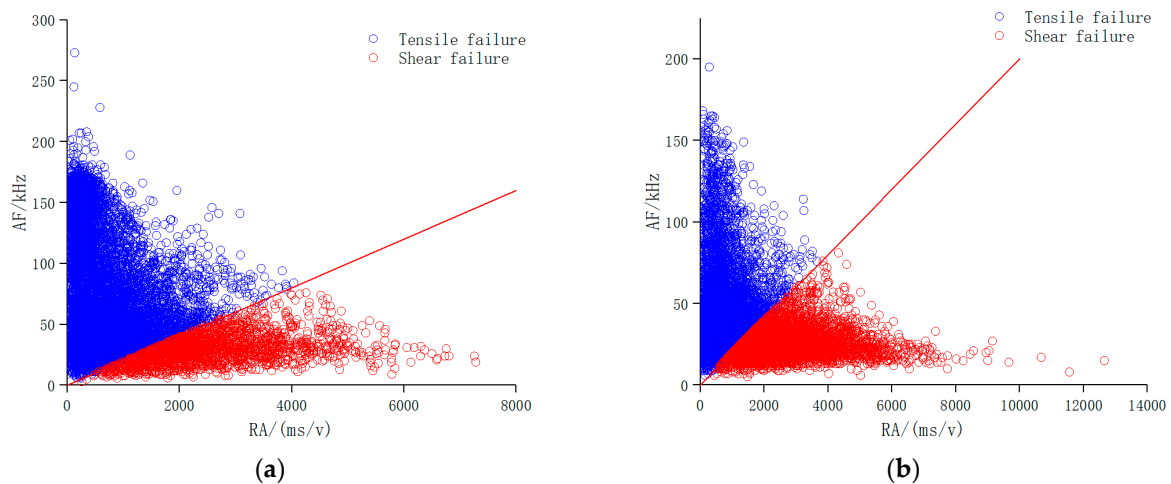 300
250
200
150
100
50
0
AF/kHz
Tensile failure
Shear failure
0 2000 4000 6000 8000
RA/(ms/v)
(a)
200
150
100
50
0
AF/kHz
Tensile failure
Shear failure
0 2000 4000 6000 8000 10000 12000 14000
RA/(ms/v)
(b)